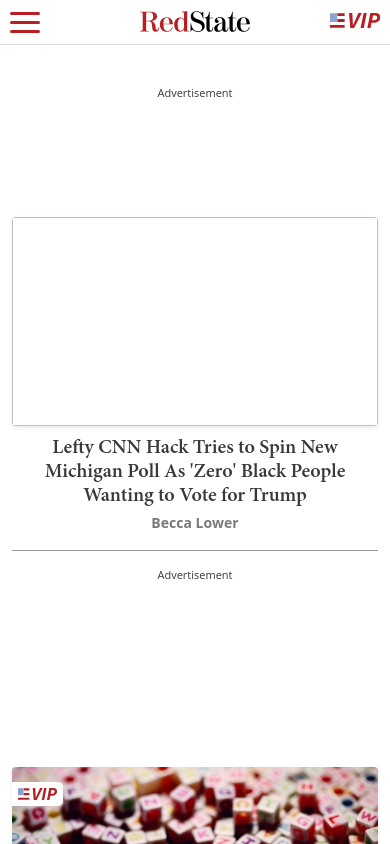 RedState
VIP
Advertisement
Lefty CNN Hack Tries to Spin New
Michigan Poll As 'Zero' Black People
Wanting to Vote for Trump
Becca Lower
Advertisement
VIP